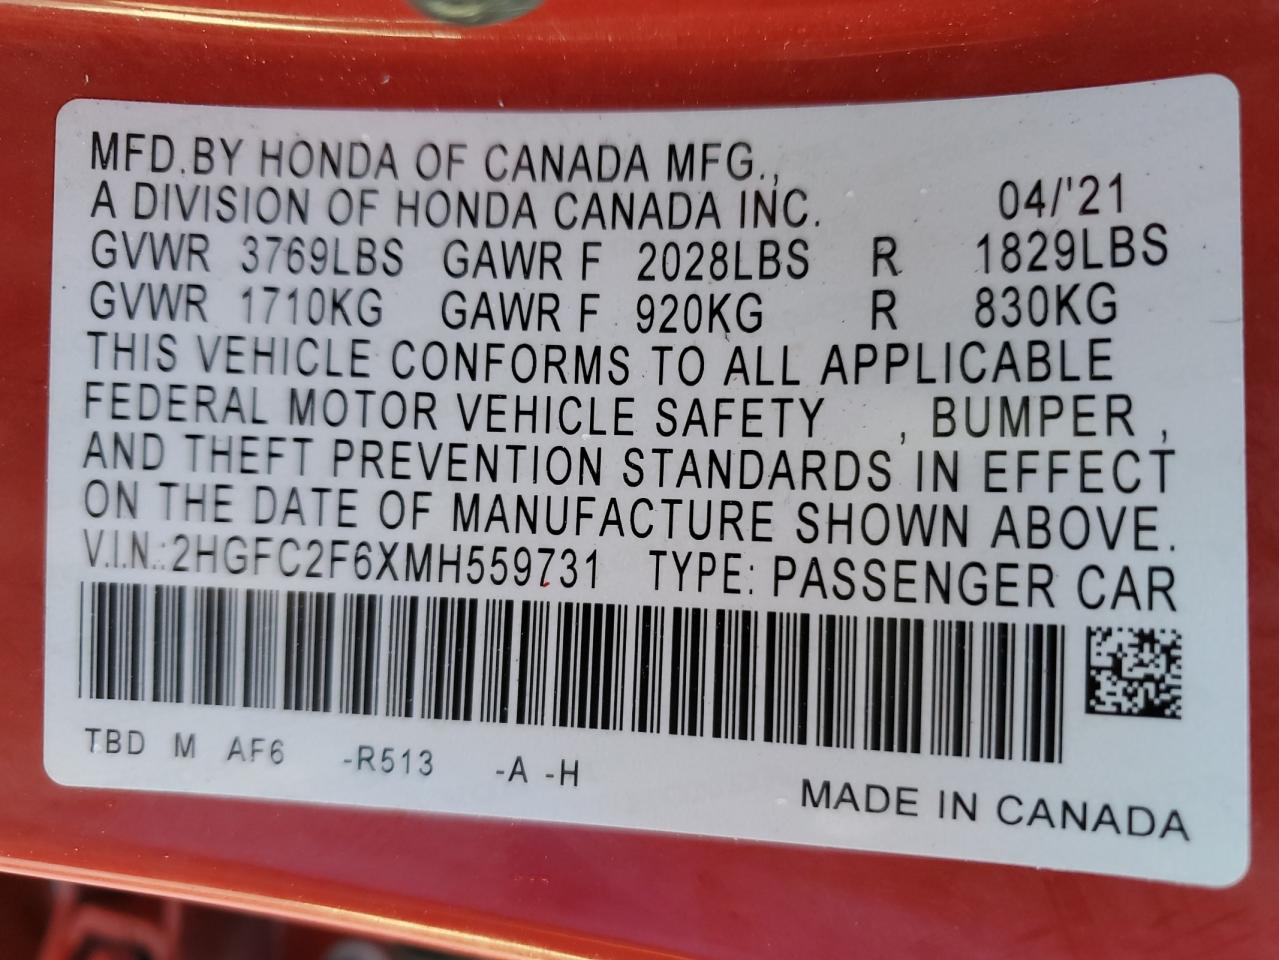 MFD.BY HONDA OF CANADA MFG.,
A DIVISION OF HONDA CANADA INC. 04/'21
GVWR 3769LBS GAWR F 2028LBS R 1829LBS
GVWR 1710KG GAWR F 920KG R 830KG
THIS VEHICLE CONFORMS TO ALL APPLICABLE
FEDERAL MOTOR VEHICLE SAFETY , BUMPER ,
AND THEFT PREVENTION STANDARDS IN EFFECT
ON THE DATE OF MANUFACTURE SHOWN ABOVE.
V.I.N.:2HGFC2F6XMH559731 TYPE: PASSENGER CAR
TBD M AF6 -R513 -A -H
MADE IN CANADA